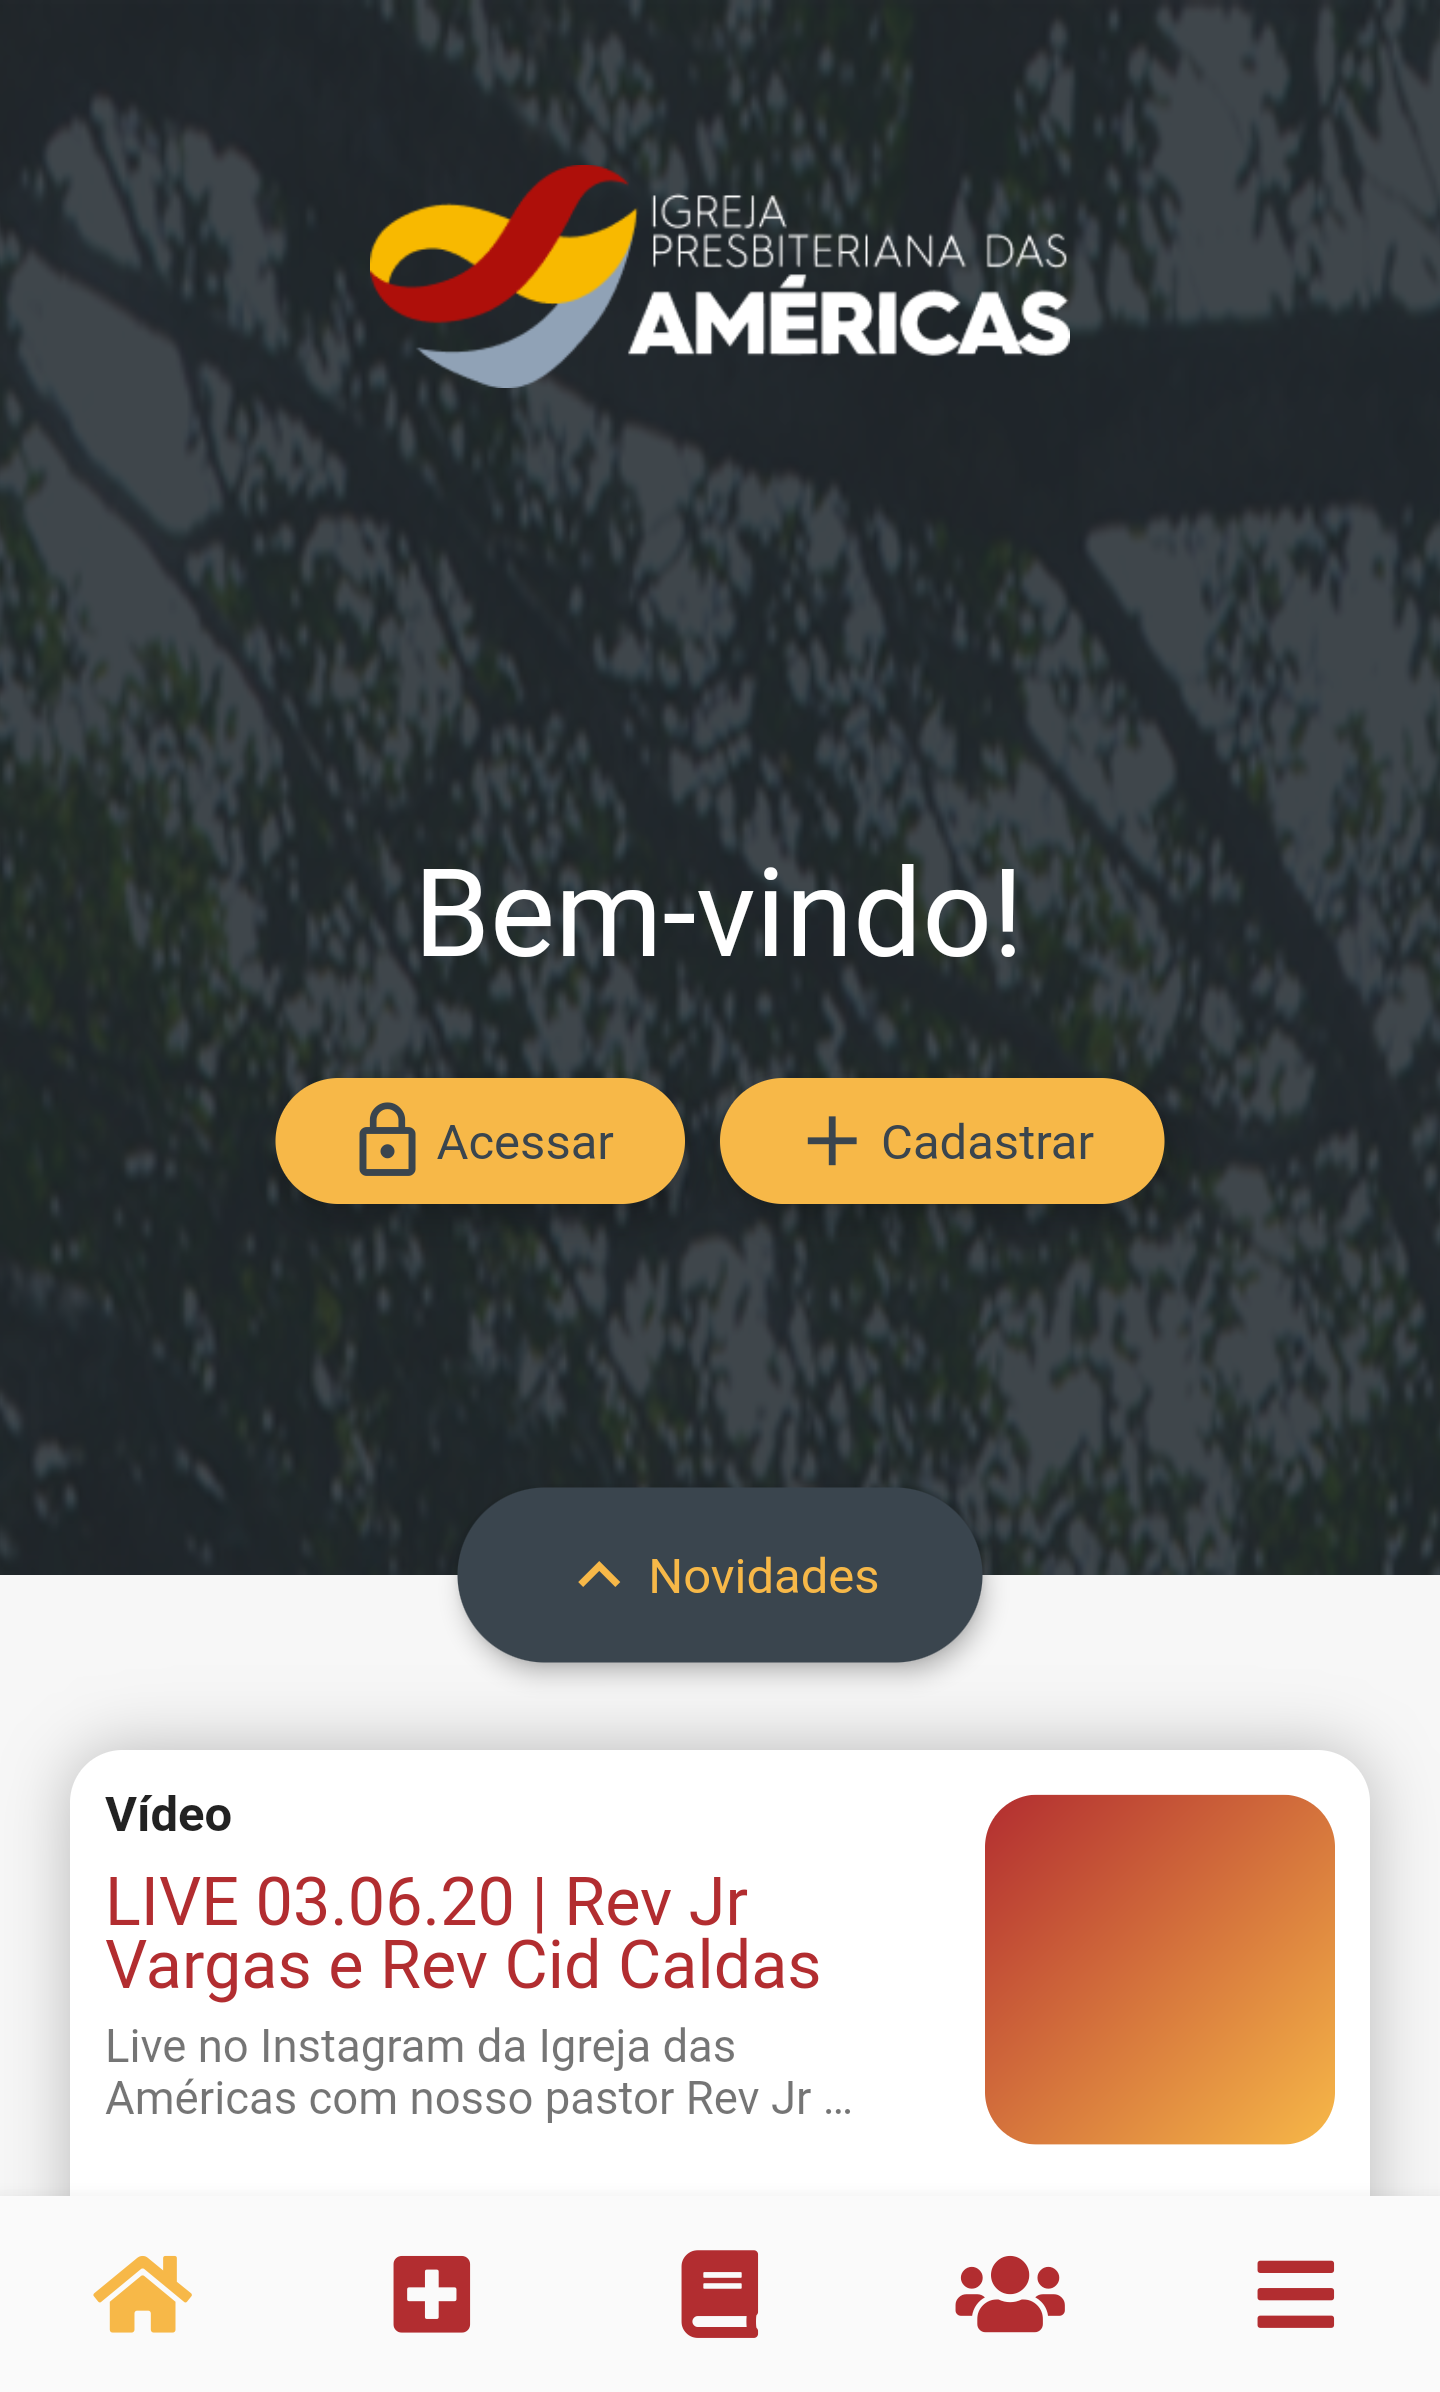 IGREJA
PRESBITERIANA DAS
AMÉRICAS
Bem-vindo!
Acessar
Cadastrar
Novidades
Vídeo
LIVE 03.06.20 | Rev Jr
Vargas e Rev Cid Caldas
Live no Instagram da Igreja das
Américas com nosso pastor Rev Jr ...